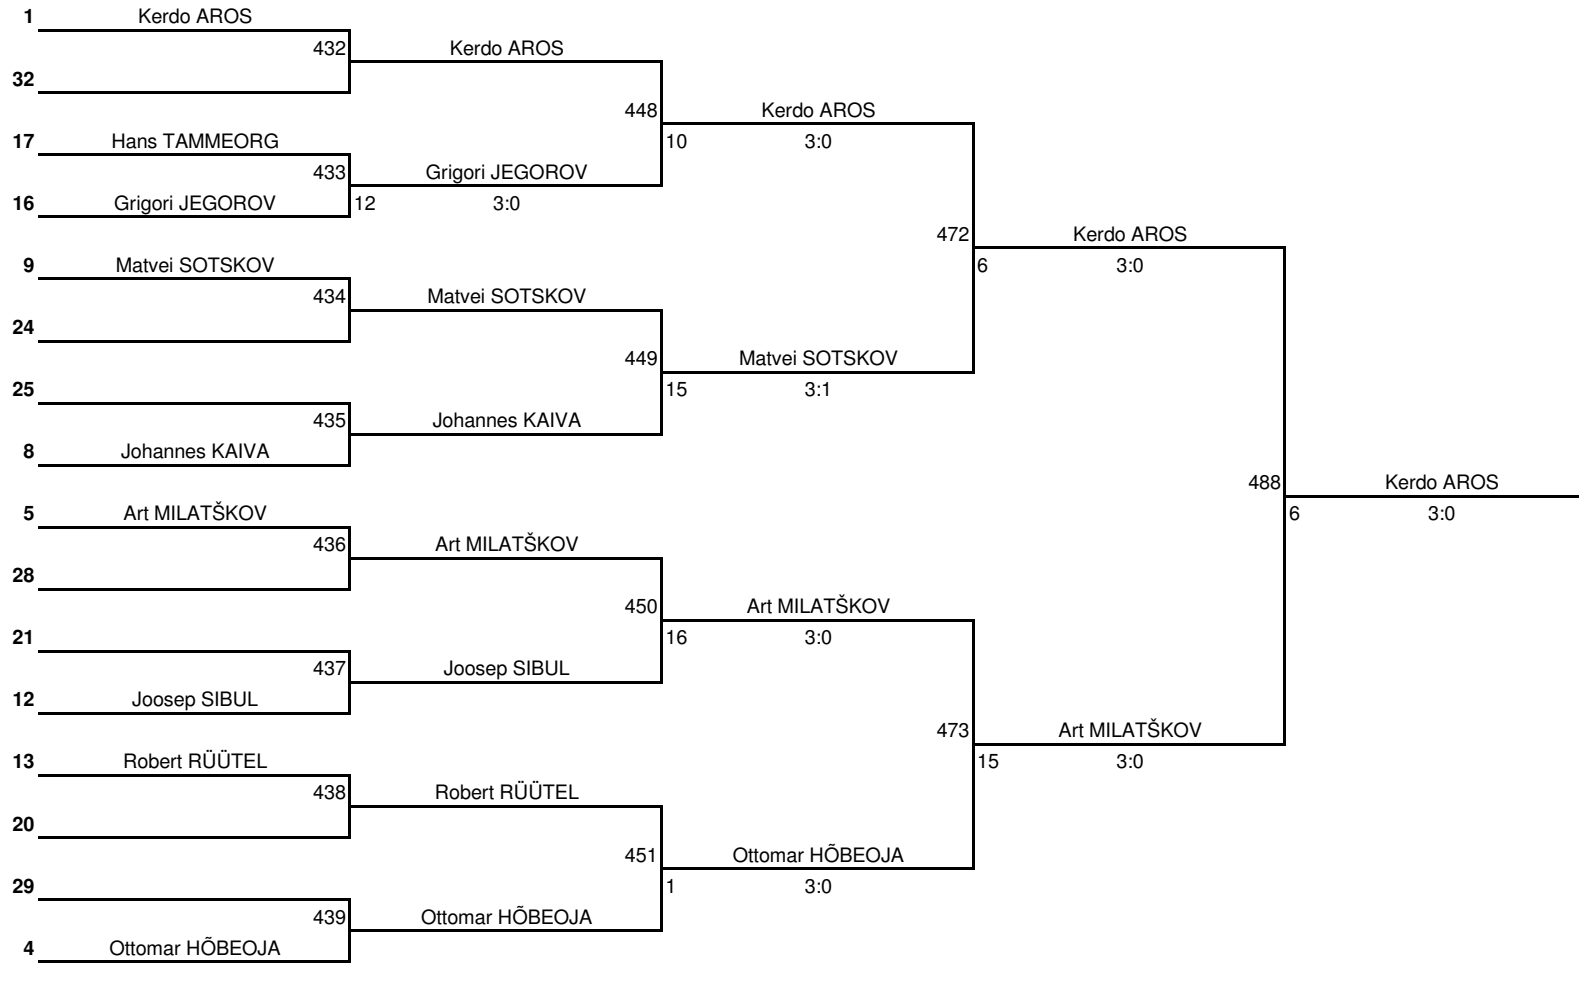 1 Kerdo AROS
432 Kerdo AROS
32
448 Kerdo AROS
17 Hans TAMMEORG
10 3:0
433 Grigori JEGOROV
16 Grigori JEGOROV
12 3:0
472 Kerdo AROS
9 Matvei SOTSKOV
6 3:0
434 Matvei SOTSKOV
24
449 Matvei SOTSKOV
25
15 3:1
435 Johannes KAIVA
8 Johannes KAIVA
488 Kerdo AROS
5 Art MILATŠKOV
6 3:0
436 Art MILATŠKOV
28
450 Art MILATŠKOV
21
16 3:0
437 Joosep SIBUL
12 Joosep SIBUL
473 Art MILATŠKOV
13 Robert RÜÜTEL
15 3:0
438 Robert RÜÜTEL
20
451 Ottomar HÕBEOJA
29
1 3:0
439 Ottomar HÕBEOJA
4 Ottomar HÕBEOJA